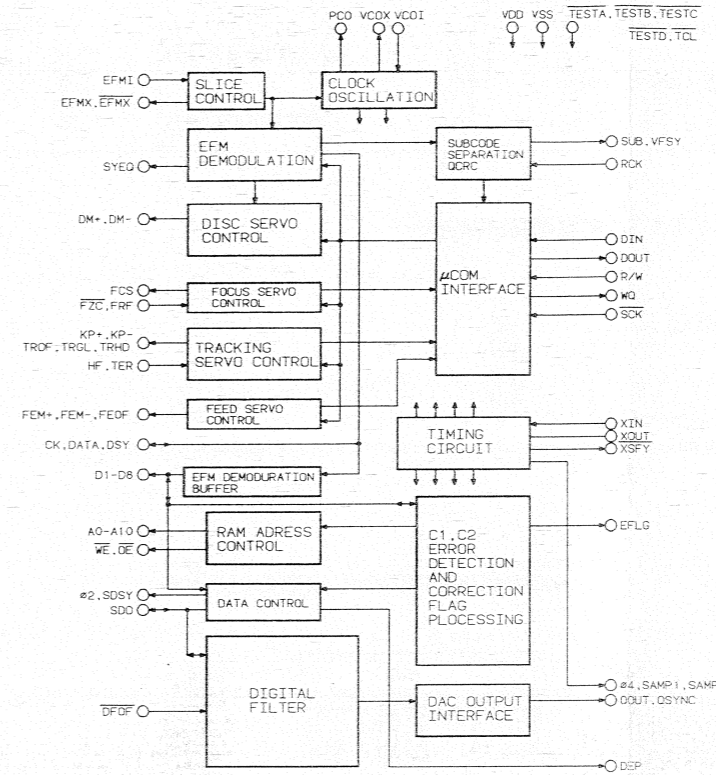 PCO VCOX VCOI
VDD VSS TESTA,TESTB,TESTC
TESTD,TCL
EFMI
EFMX,EFMX
SLICE
CONTROL
CLOCK
OSCILLATION
EFM
DEMODULATION
SYEQ
SUBCODE
SEPARATION
QCRC
SUB,VFSY
RCK
DM+,DM-
DISC SERVO
CONTROL
μCOM
INTERFACE
DIN
DOUT
R/W
WQ
SCK
FCS
FZC,FRF
FOCUS SERVO
CONTROL
KP+,KP-
TROF,TRGL,TRHD
HF,TER
TRACKING
SERVO CONTROL
FEM+,FEM-,FEOF
FEED SERVO
CONTROL
CK,DATA,DSY
TIMING
CIRCUIT
XIN
XOUT
XSFY
D1-D8
EFM DEMODURATION
BUFFER
A0-A10
WE,OE
RAM ADRESS
CONTROL
C1,C2
ERROR
DETECTION
AND
CORRECTION
FLAG
PLOCESSING
EFLG
ø2,SDSY
SDO
DATA CONTROL
DIGITAL
FILTER
DFOF
DAC OUTPUT
INTERFACE
ø4,SAMP1,SAMP
DOUT,QSYNC
DEP